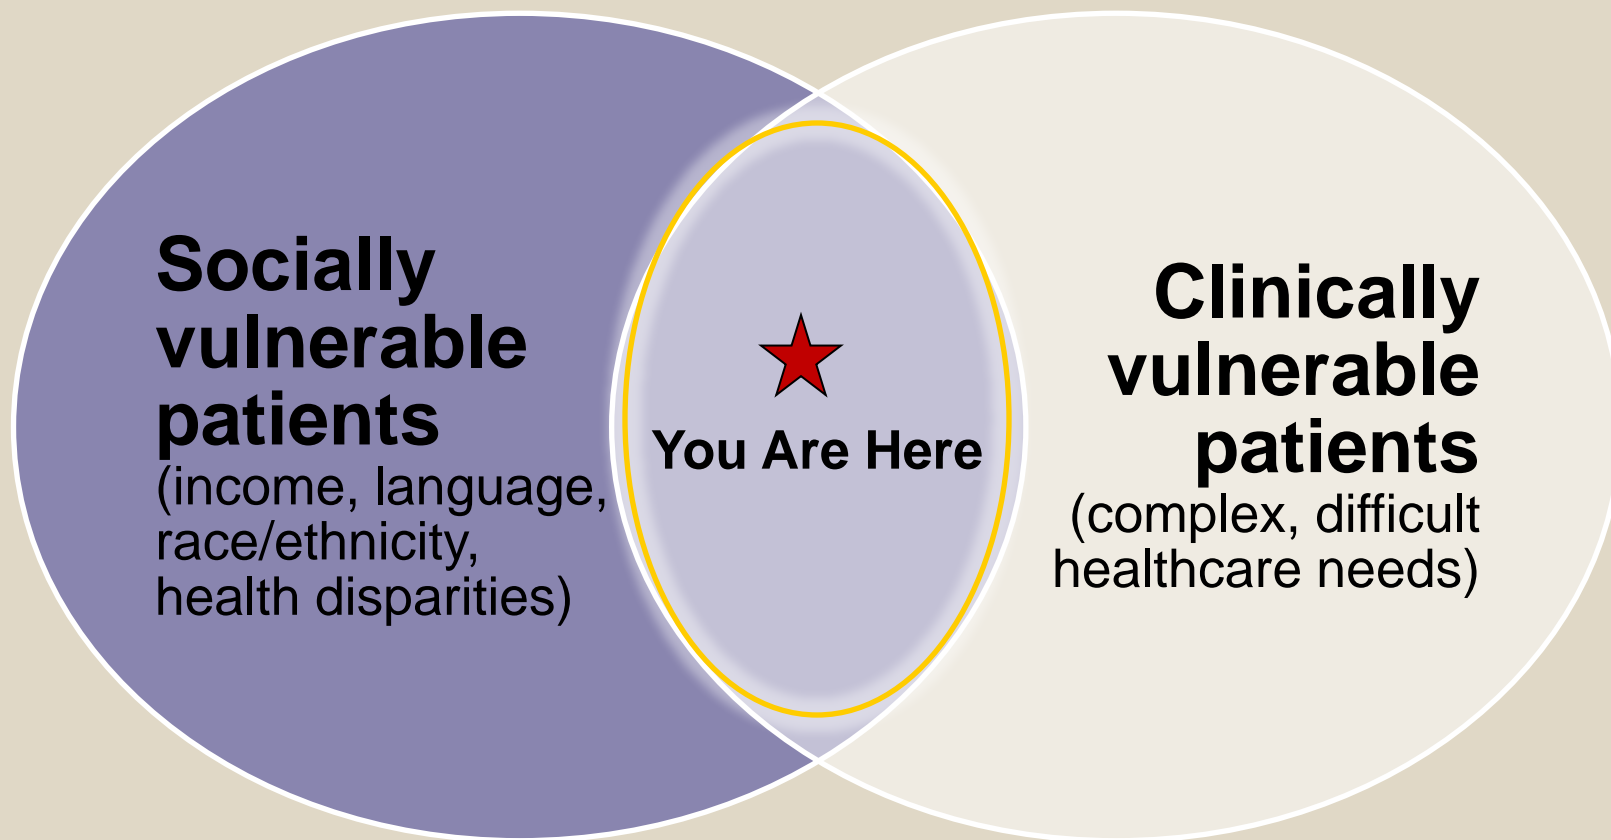 Socially
vulnerable
patients
(income, language,
race/ethnicity,
health disparities)
You Are Here
Clinically
vulnerable
patients
(complex, difficult
healthcare needs)